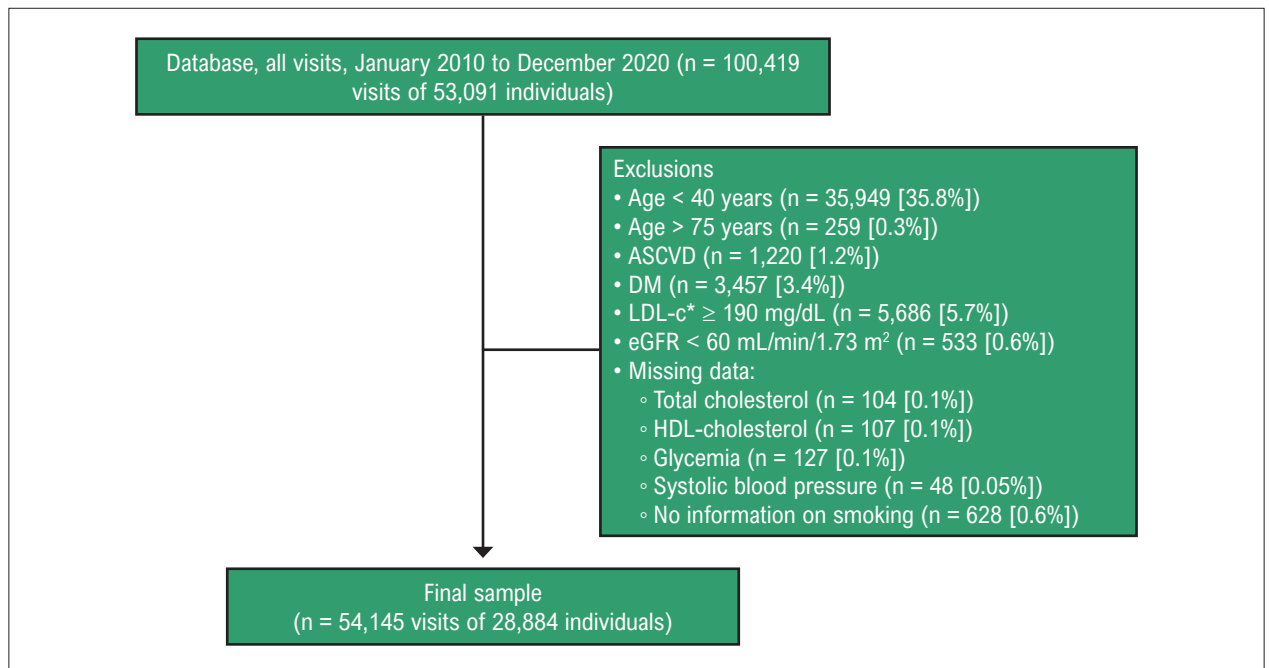 Database, all visits, January 2010 to December 2020 (n = 100,419
visits of 53,091 individuals)
Exclusions
• Age < 40 years (n = 35,949 [35.8%])
• Age > 75 years (n = 259 [0.3%])
• ASCVD (n = 1,220 [1.2%])
• DM (n = 3,457 [3.4%])
• LDL-c* ≥ 190 mg/dL (n = 5,686 [5.7%])
• eGFR < 60 mL/min/1.73 m² (n = 533 [0.6%])
• Missing data:
◦ Total cholesterol (n = 104 [0.1%])
◦ HDL-cholesterol (n = 107 [0.1%])
◦ Glycemia (n = 127 [0.1%])
◦ Systolic blood pressure (n = 48 [0.05%])
◦ No information on smoking (n = 628 [0.6%])
Final sample
(n = 54,145 visits of 28,884 individuals)